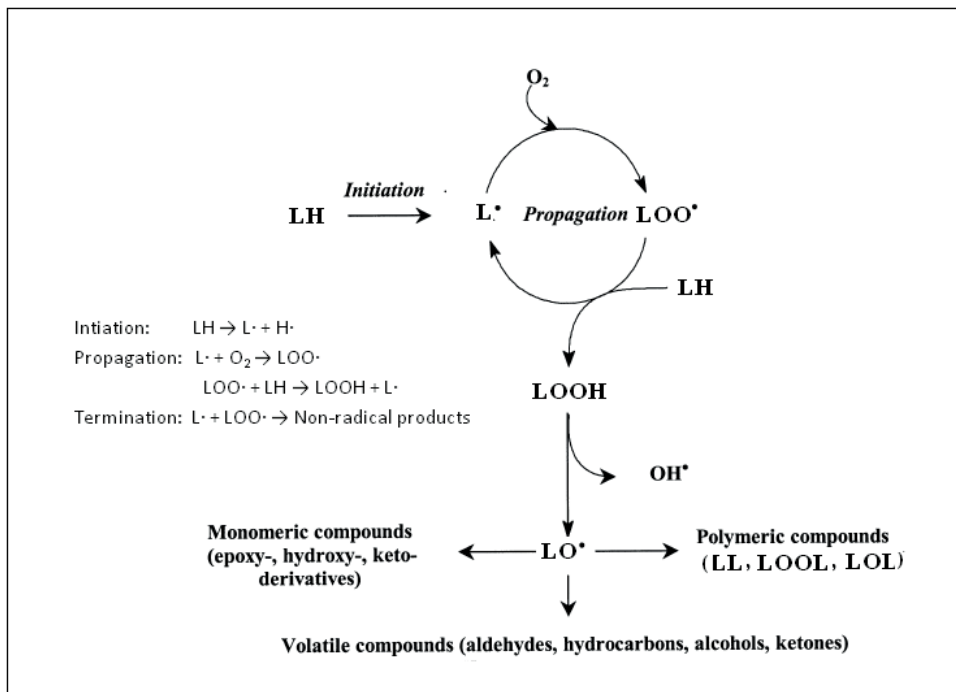 O₂
Initiation
LH
L•
Propagation
LOO•
LH
Intiation: LH → L· + H·
Propagation: L· + O₂ → LOO·
LOO· + LH → LOOH + L·
Termination: L· + LOO· → Non-radical products
LOOH
OH•
Monomeric compounds
(epoxy-, hydroxy-, keto-
derivatives)
LO•
Polymeric compounds
(LL, LOOL, LOL)
Volatile compounds (aldehydes, hydrocarbons, alcohols, ketones)